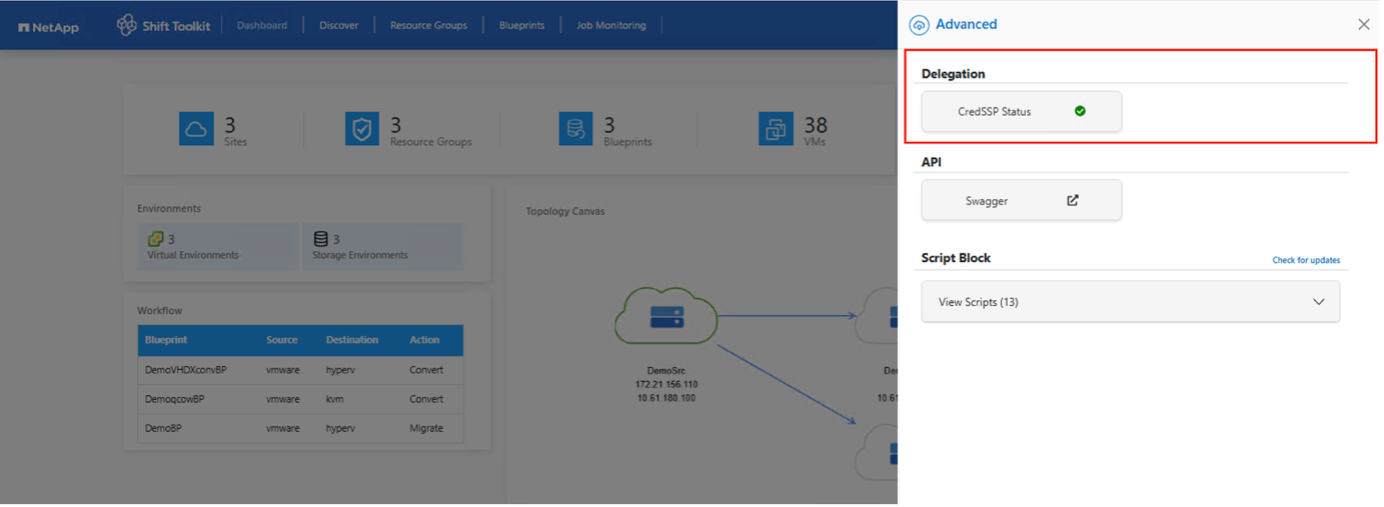 NetApp
Shift Toolkit
Dashboard
Discover
Resource Groups
Blueprints
Job Monitoring
3
Sites
3
Resource Groups
3
Blueprints
38
VMs
Environments
3
Virtual Environments
3
Storage Environments
Workflow
Blueprint Source Destination Action
DemoVHDXconvBP vmware hyperv Convert
DemoqcowBP vmware kvm Convert
DemoBP vmware hyperv Migrate
Topology Canvas
DemoSrc
172.21.156.110
10.61.180.100
De
10.61
Advanced
Delegation
CredSSP Status
API
Swagger
Script Block
Check for updates
View Scripts (13)